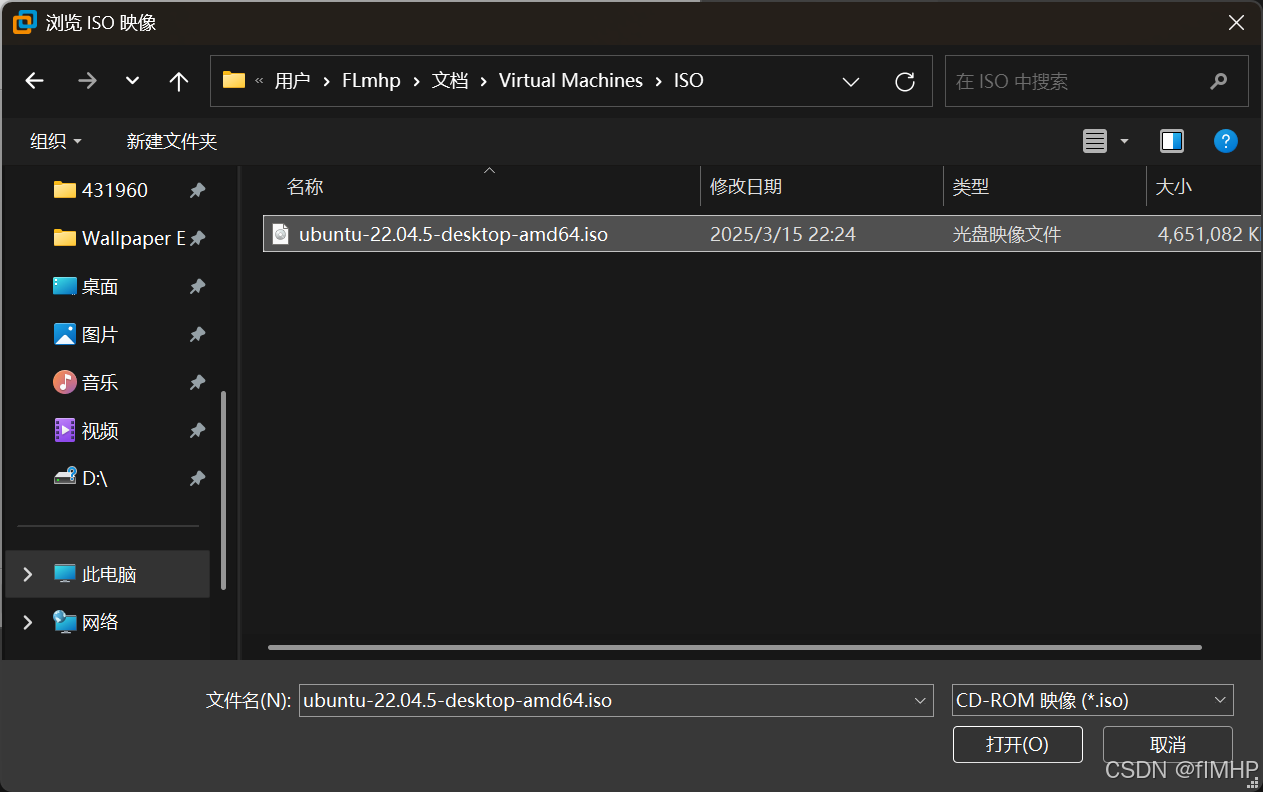 浏览 ISO 映像
« 用户 › FLmhp › 文档 › Virtual Machines › ISO
在 ISO 中搜索
组织
新建文件夹
名称 修改日期 类型 大小
ubuntu-22.04.5-desktop-amd64.iso 2025/3/15 22:24 光盘映像文件 4,651,082 K
431960
Wallpaper E
桌面
图片
音乐
视频
D:\
此电脑
网络
文件名(N): ubuntu-22.04.5-desktop-amd64.iso CD-ROM 映像 (*.iso)
打开(O) 取消
CSDN @flMHP